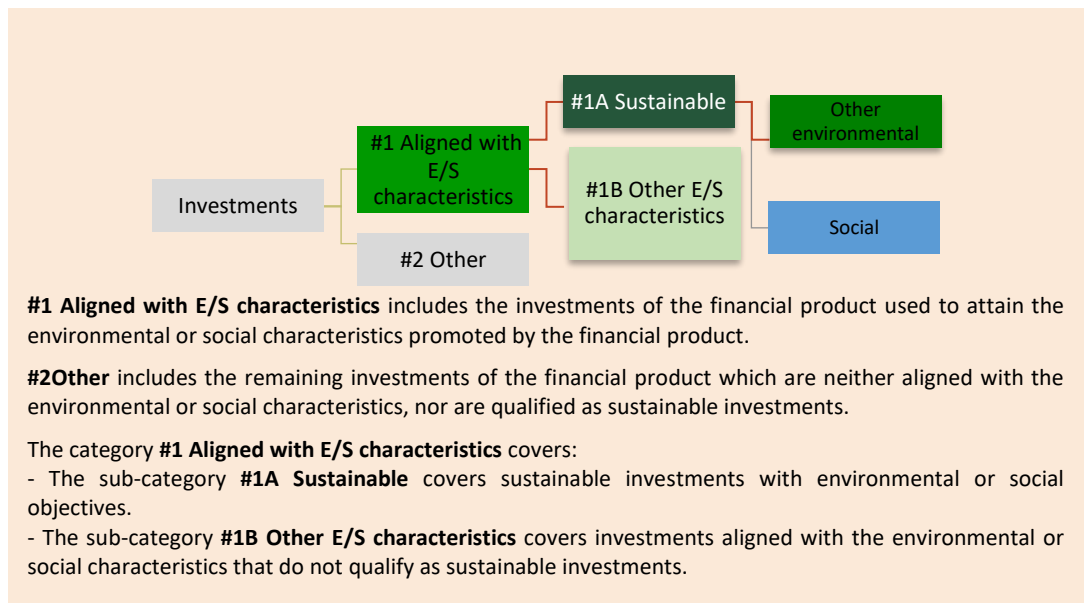 #1A Sustainable
Other
environmental
#1 Aligned with
E/S
characteristics
#1B Other E/S
characteristics
Investments
Social
#2 Other
#1 Aligned with E/S characteristics includes the investments of the financial product used to attain the
environmental or social characteristics promoted by the financial product.
#2Other includes the remaining investments of the financial product which are neither aligned with the
environmental or social characteristics, nor are qualified as sustainable investments.
The category #1 Aligned with E/S characteristics covers:
- The sub-category #1A Sustainable covers sustainable investments with environmental or social
objectives.
- The sub-category #1B Other E/S characteristics covers investments aligned with the environmental or
social characteristics that do not qualify as sustainable investments.